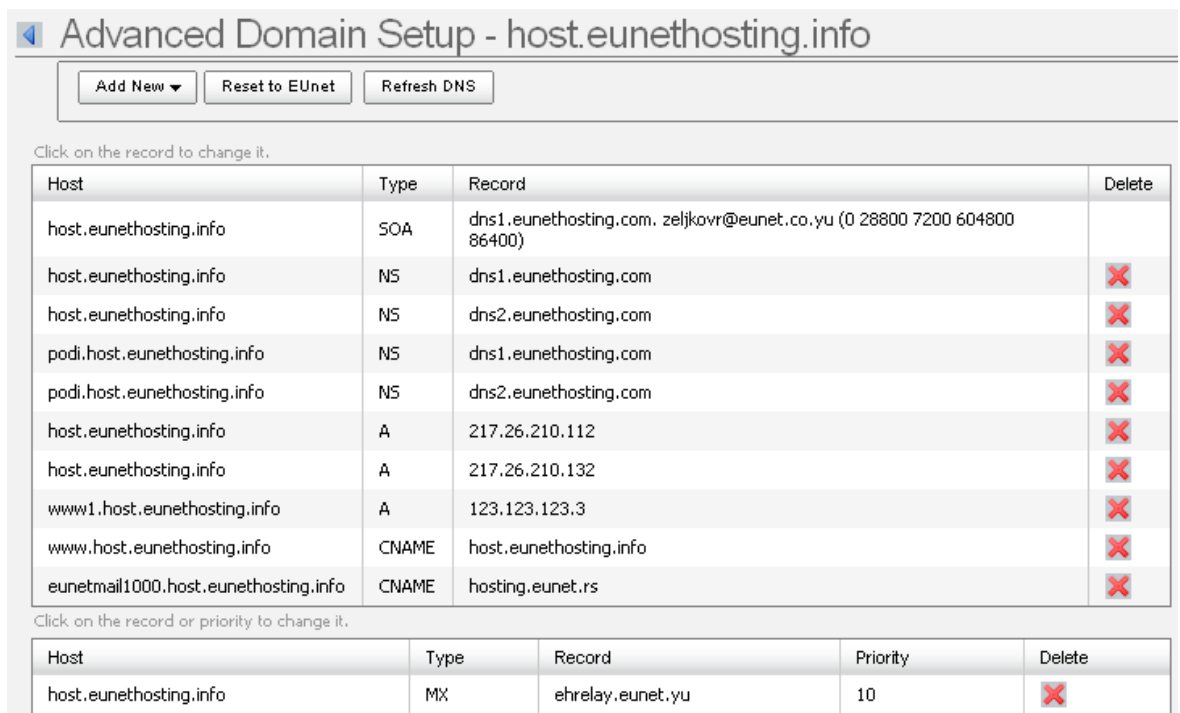 Advanced Domain Setup - host.eunethosting.info
Add New Reset to EUnet Refresh DNS
Click on the record to change it.
Host Type Record Delete
host.eunethosting.info SOA dns1.eunethosting.com. zeljkovr@eunet.co.yu (0 28800 7200 604800
86400)
host.eunethosting.info NS dns1.eunethosting.com
host.eunethosting.info NS dns2.eunethosting.com
podi.host.eunethosting.info NS dns1.eunethosting.com
podi.host.eunethosting.info NS dns2.eunethosting.com
host.eunethosting.info A 217.26.210.112
host.eunethosting.info A 217.26.210.132
www1.host.eunethosting.info A 123.123.123.3
www.host.eunethosting.info CNAME host.eunethosting.info
eunetmail1000.host.eunethosting.info CNAME hosting.eunet.rs
Click on the record or priority to change it.
Host Type Record Priority Delete
host.eunethosting.info MX ehrelay.eunet.yu 10